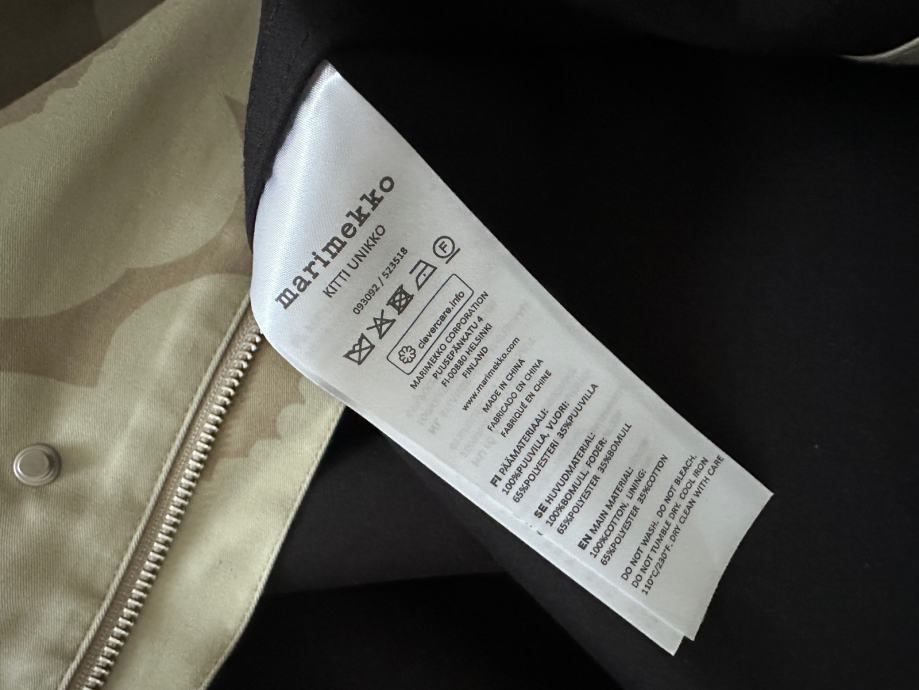 marimekko
KITTI UNIKKO
093092 / 523518
F
clevercare.info
MARIMEKKO CORPORATION
PUUSEPÄNKATU 4
FI-00880 HELSINKI
FINLAND
www.marimekko.com
MADE IN CHINA
FABRICADO EN CHINA
FABRIQUÉ EN CHINE
FI PÄÄMATERIAALI:
100%PUUVILLA, VUORI:
65%POLYESTERI 35%PUUVILLA
SE HUVUDMATERIAL:
100%BOMULL, FODER:
65%POLYESTER 35%BOMULL
EN MAIN MATERIAL:
100%COTTON, LINING:
65%POLYESTER 35%COTTON
DO NOT WASH. DO NOT BLEACH.
DO NOT TUMBLE DRY. COOL IRON
110°C/230°F. DRY CLEAN WITH CARE